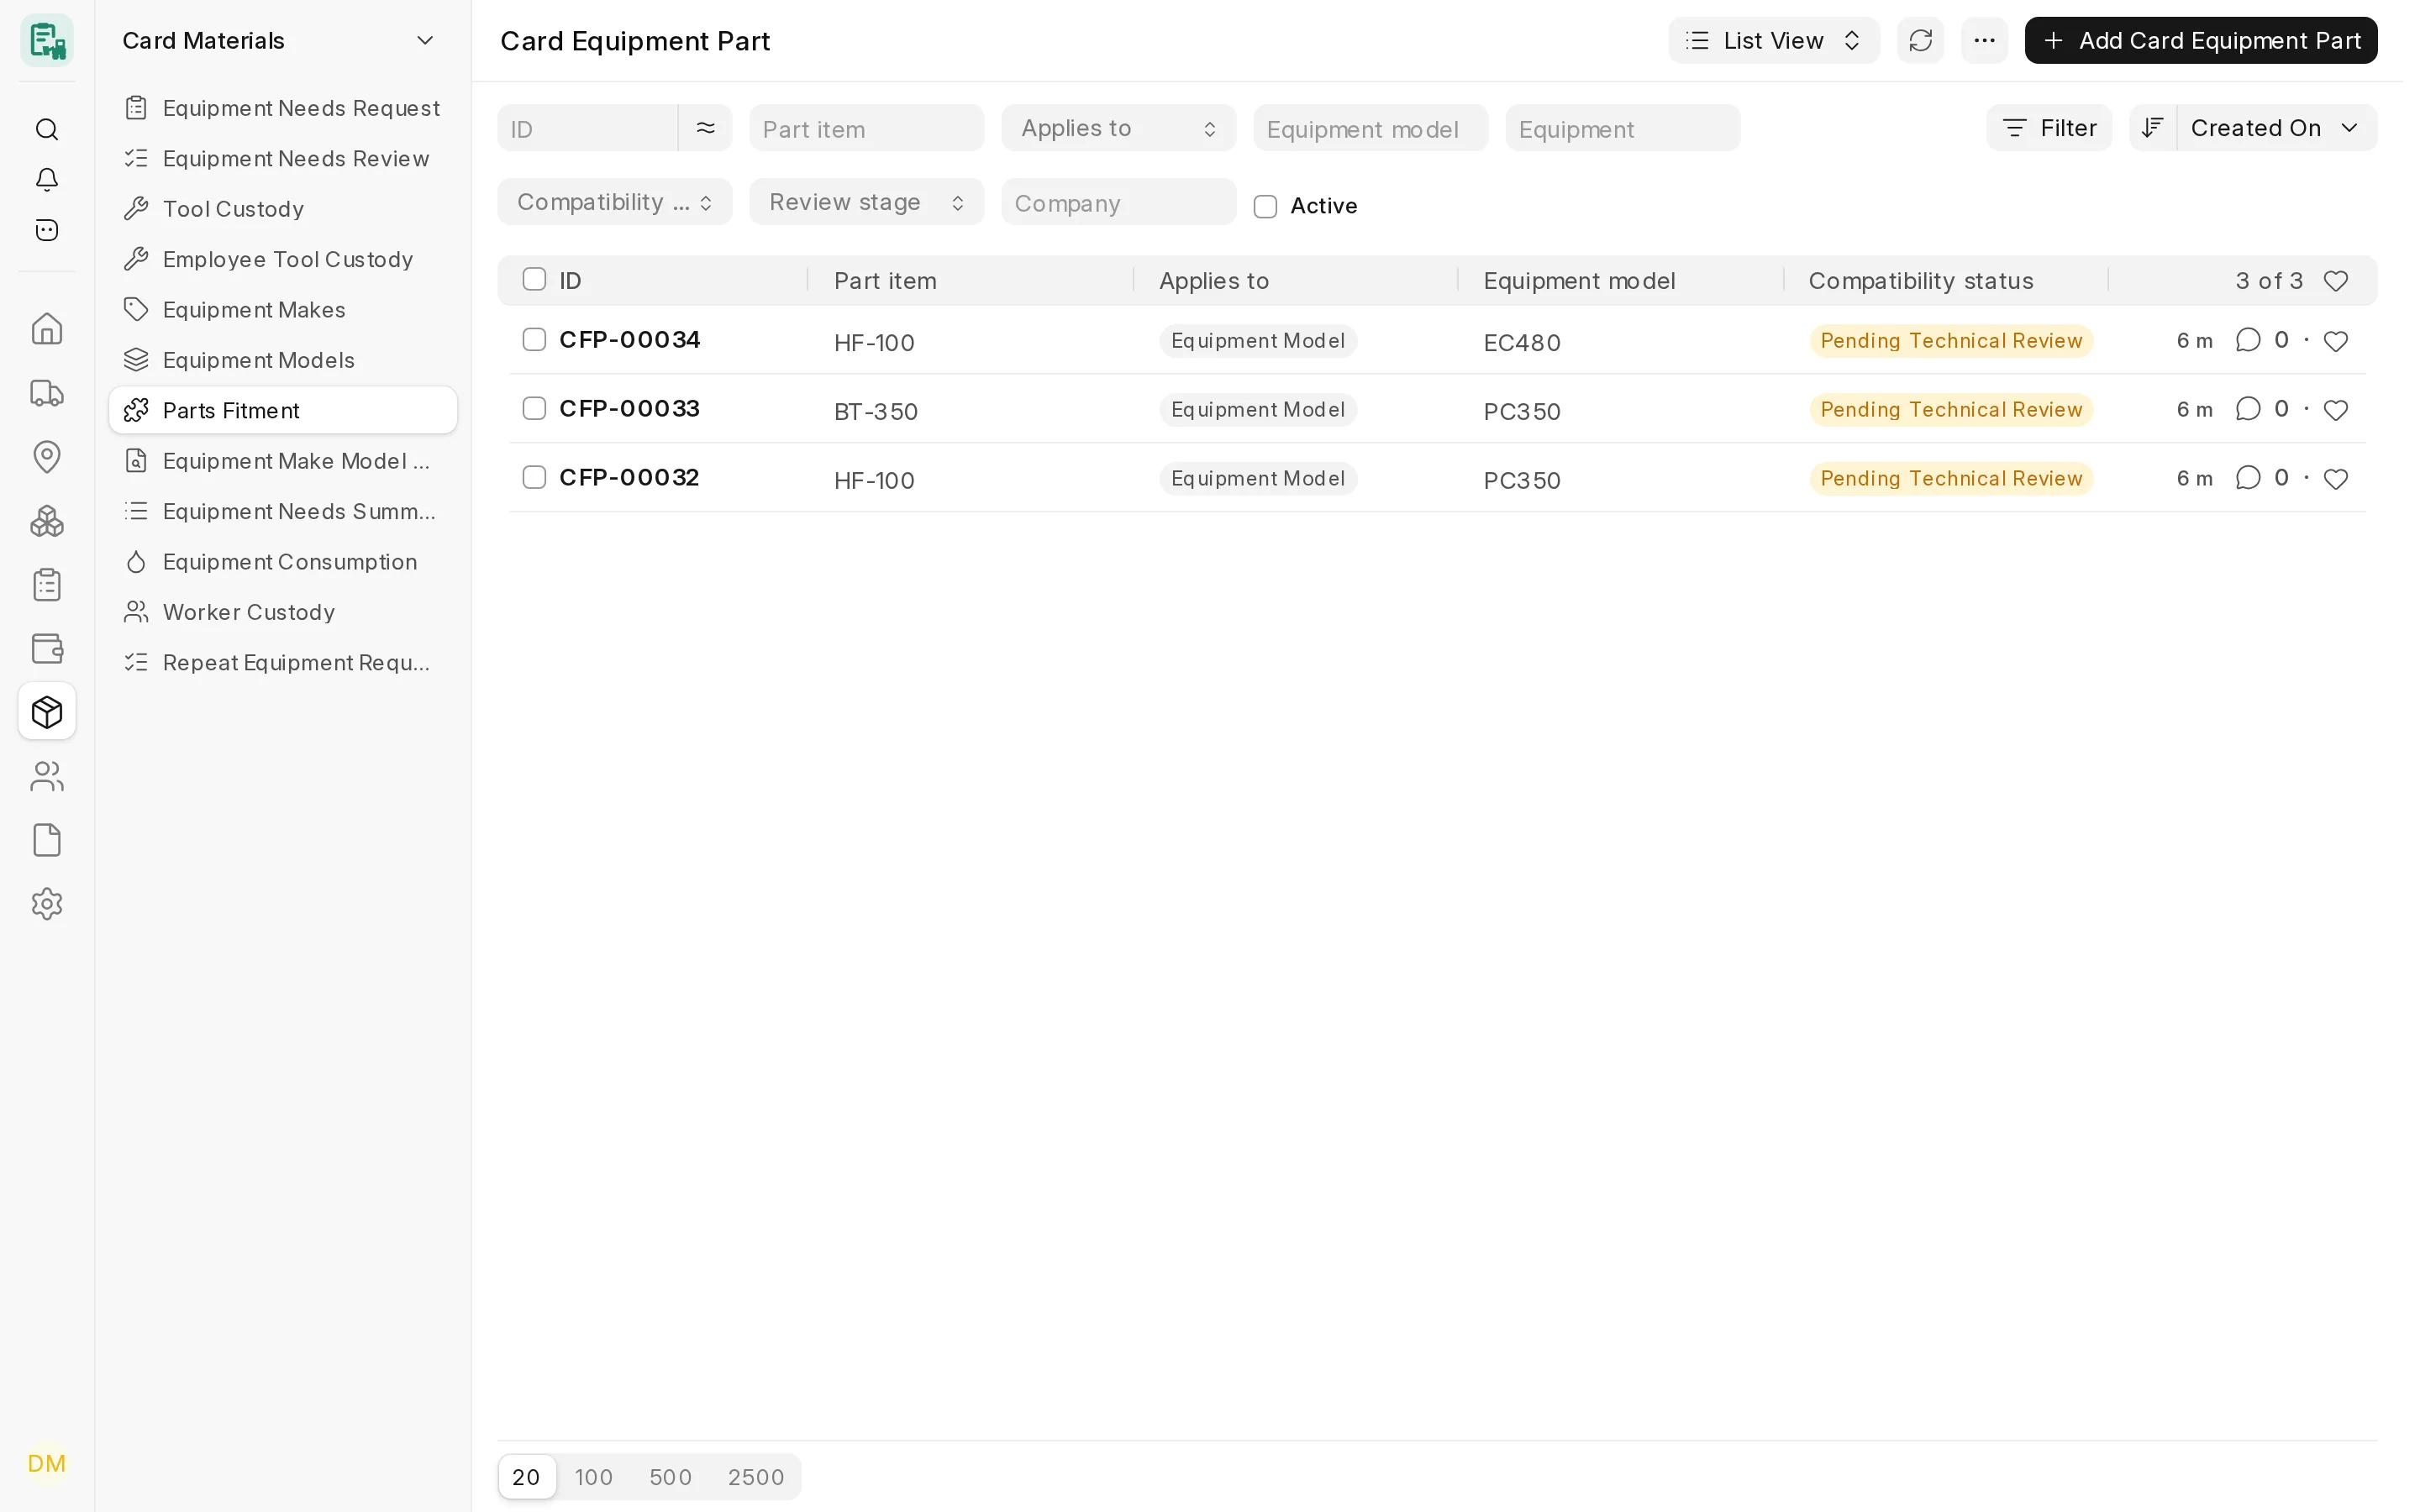 Card Materials
Equipment Needs Request
Equipment Needs Review
Tool Custody
Employee Tool Custody
Equipment Makes
Equipment Models
Parts Fitment
Equipment Make Model ...
Equipment Needs Summ...
Equipment Consumption
Worker Custody
Repeat Equipment Requ...
DM
Card Equipment Part
List View
Add Card Equipment Part
ID ≈ Part item Applies to Equipment model Equipment Filter Created On
Compatibility ... Review stage Company Active
ID Part item Applies to Equipment model Compatibility status 3 of 3
CFP-00034 HF-100 Equipment Model EC480 Pending Technical Review 6 m 0 ·
CFP-00033 BT-350 Equipment Model PC350 Pending Technical Review 6 m 0 ·
CFP-00032 HF-100 Equipment Model PC350 Pending Technical Review 6 m 0 ·
20 100 500 2500